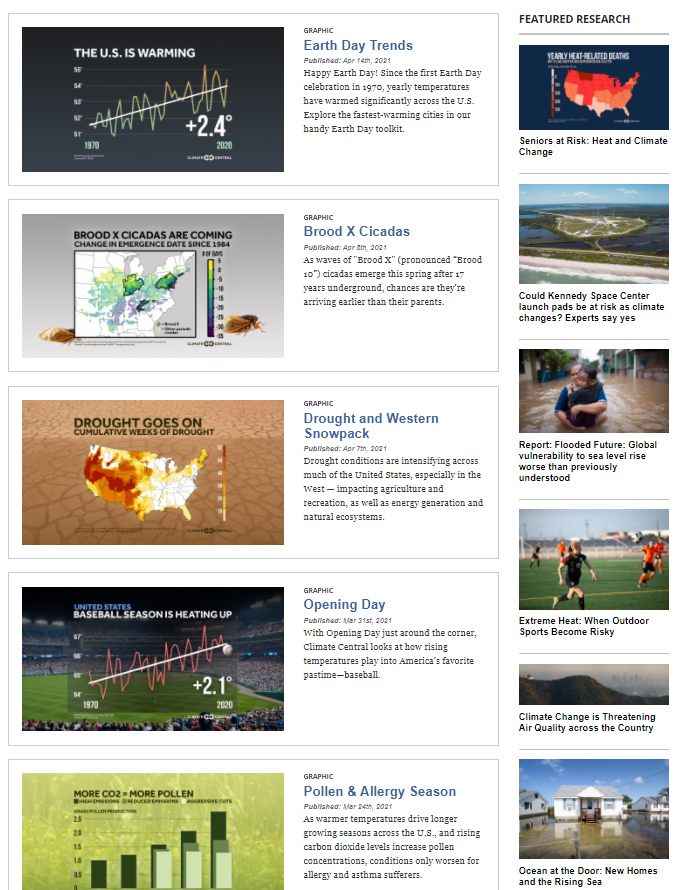 THE U.S. IS WARMING
55°
54°
53°
52°
51°
+2.4°
1970
2020
CLIMATE CENTRAL
GRAPHIC
Earth Day Trends
Published: Apr 14th, 2021
Happy Earth Day! Since the first Earth Day
celebration in 1970, yearly temperatures
have warmed significantly across the U.S.
Explore the fastest-warming cities in our
handy Earth Day toolkit.
BROOD X CICADAS ARE COMING
CHANGE IN EMERGENCE DATE SINCE 1984
# OF DAYS
CLIMATE CENTRAL
GRAPHIC
Brood X Cicadas
Published: Apr 8th, 2021
As waves of "Brood X" (pronounced "Brood
10") cicadas emerge this spring after 17
years underground, chances are they're
arriving earlier than their parents.
DROUGHT GOES ON
CUMULATIVE WEEKS OF DROUGHT
CLIMATE CENTRAL
GRAPHIC
Drought and Western
Snowpack
Published: Apr 7th, 2021
Drought conditions are intensifying across
much of the United States, especially in the
West — impacting agriculture and
recreation, as well as energy generation and
natural ecosystems.
UNITED STATES
BASEBALL SEASON IS HEATING UP
67°
66°
65°
64°
+2.1°
1970
2020
CLIMATE CENTRAL
GRAPHIC
Opening Day
Published: Mar 31st, 2021
With Opening Day just around the corner,
Climate Central looks at how rising
temperatures play into America's favorite
pastime—baseball.
MORE CO2 = MORE POLLEN
HIGH EMISSIONS REDUCED EMISSIONS AGGRESSIVE CUTS
GRASS POLLEN PRODUCTION
2.5
2.0
1.5
1.0
0.5
GRAPHIC
Pollen & Allergy Season
Published: Mar 24th, 2021
As warmer temperatures drive longer
growing seasons across the U.S., and rising
carbon dioxide levels increase pollen
concentrations, conditions only worsen for
allergy and asthma sufferers.
FEATURED RESEARCH
YEARLY HEAT-RELATED DEATHS
Seniors at Risk: Heat and Climate
Change
Could Kennedy Space Center
launch pads be at risk as climate
changes? Experts say yes
Report: Flooded Future: Global
vulnerability to sea level rise
worse than previously
understood
Extreme Heat: When Outdoor
Sports Become Risky
Climate Change is Threatening
Air Quality across the Country
Ocean at the Door: New Homes
and the Rising Sea